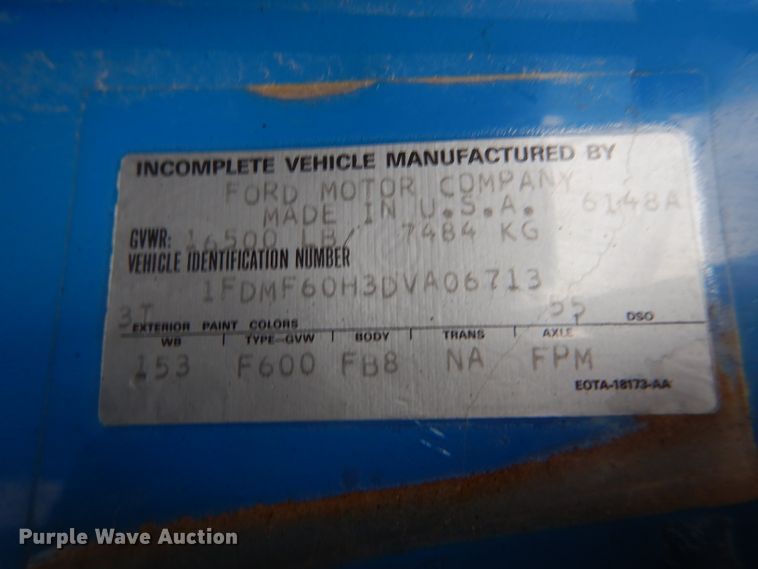 INCOMPLETE VEHICLE MANUFACTURED BY
FORD MOTOR COMPANY
MADE IN U.S.A. 6148A
GVWR: 16500 LB/ 7484 KG
VEHICLE IDENTIFICATION NUMBER
1FDMF60H3DVA06713
3T 55
EXTERIOR PAINT COLORS DSO
WB TYPE-GVW BODY TRANS AXLE
153 F600 FB8 NA FPM
EOTA-18173-AA
Purple Wave Auction